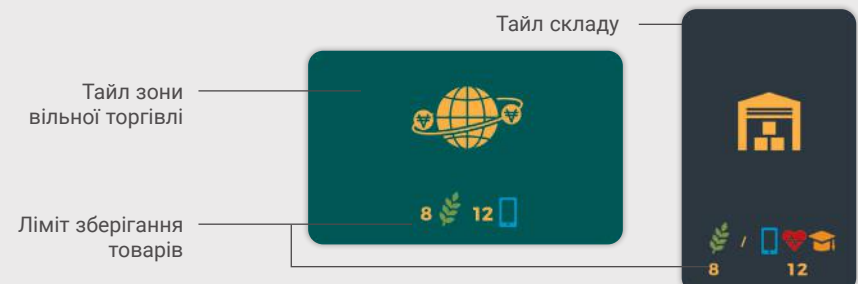 Тайл складу
Тайл зони
вільної торгівлі
Ліміт зберігання
товарів
8 12
/
8 12